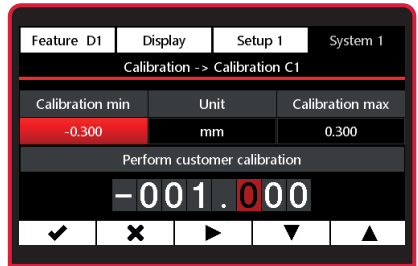 Feature D1 Display Setup 1 System 1
Calibration -> Calibration C1
Calibration min Unit Calibration max
-0.300 mm 0.300
Perform customer calibration
-001.000